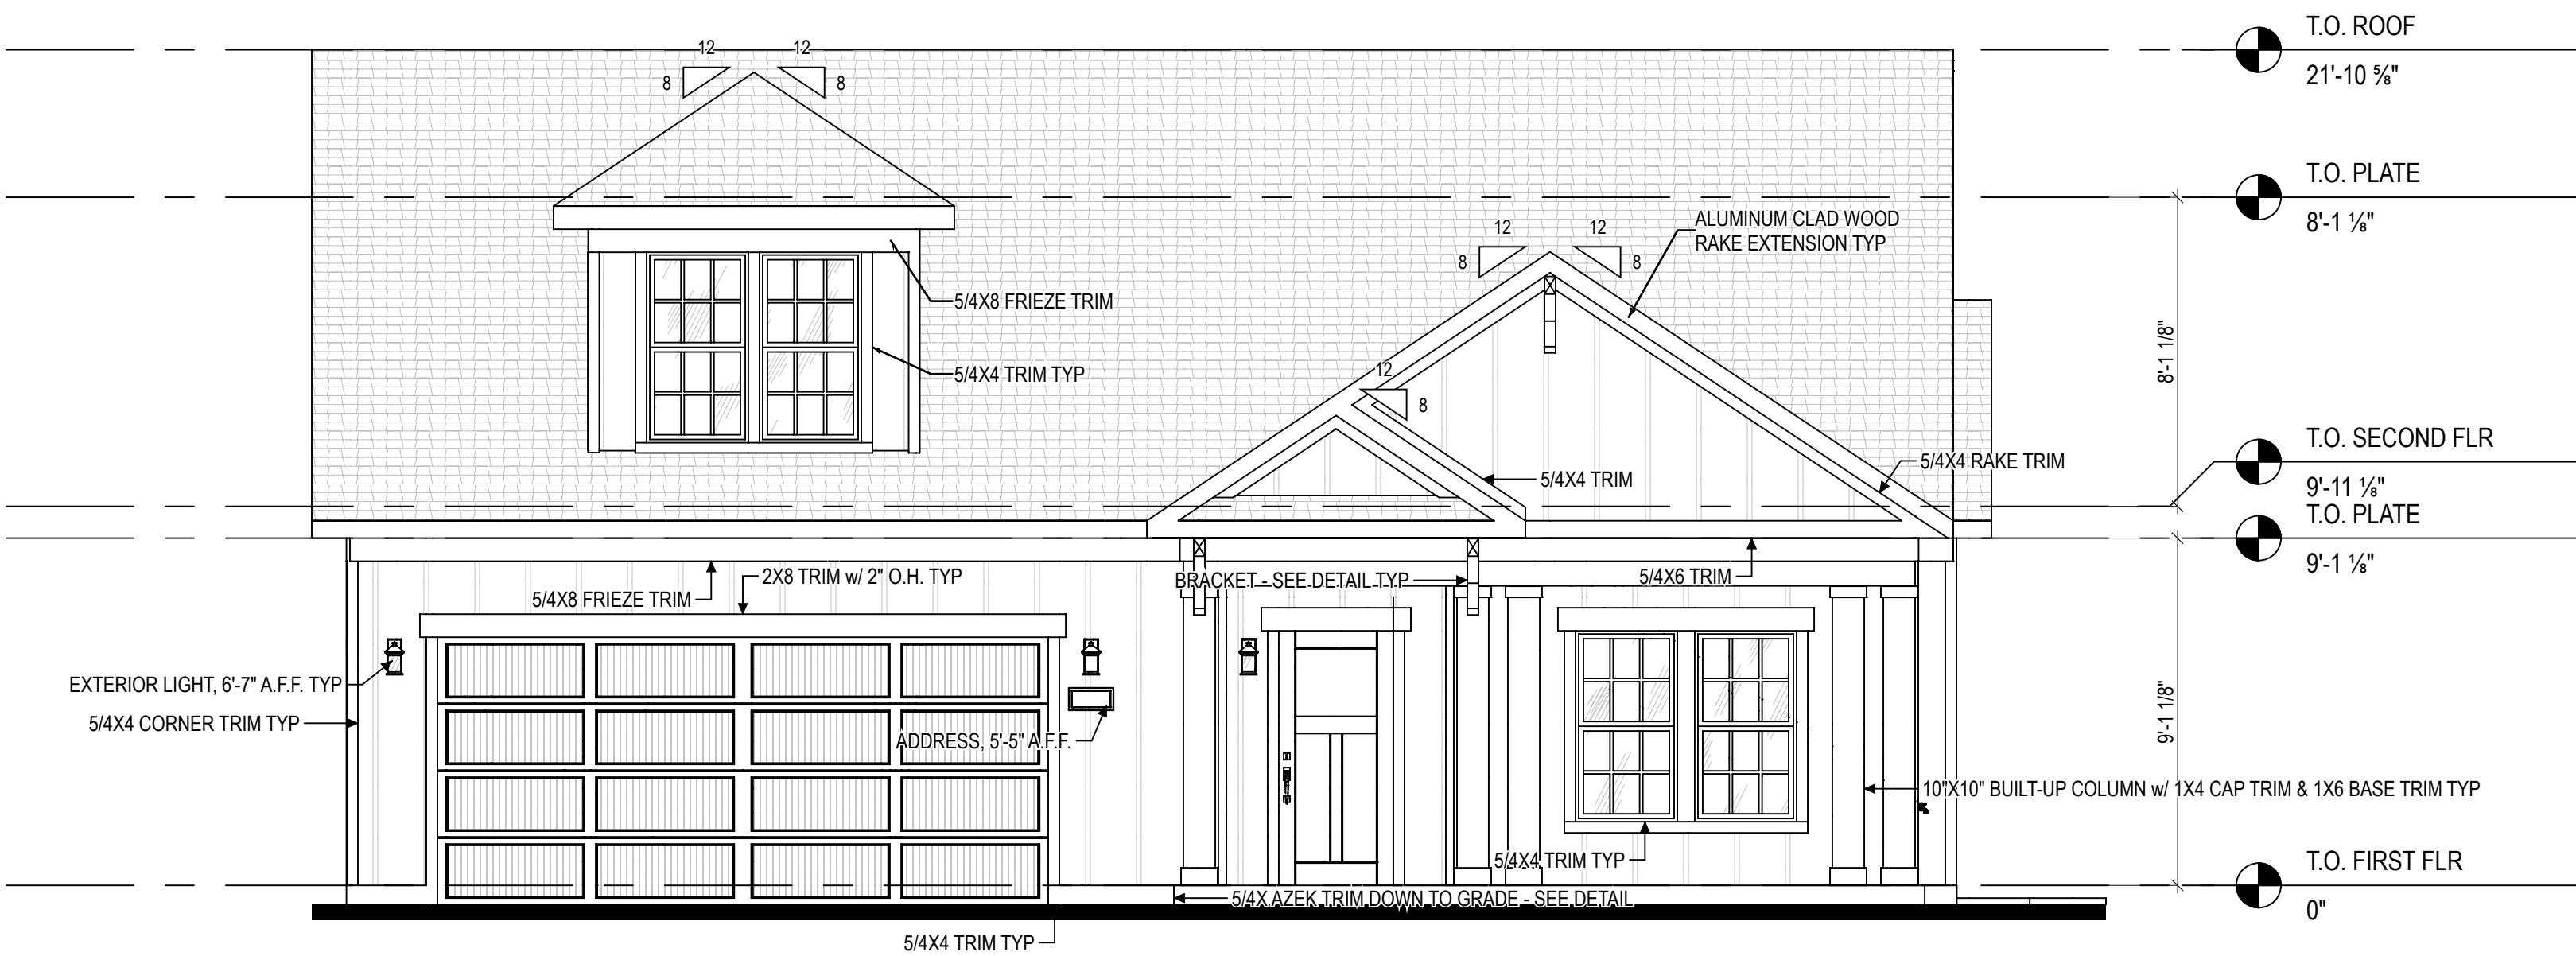 T.O. ROOF
21'-10 ⅝"
12
12
8
8
T.O. PLATE
8'-1 ⅛"
ALUMINUM CLAD WOOD
RAKE EXTENSION TYP
12
12
8
8
5/4X8 FRIEZE TRIM
8'-1 1/8"
5/4X4 TRIM TYP
12
8
T.O. SECOND FLR
9'-11 ⅛"
5/4X4 RAKE TRIM
5/4X4 TRIM
T.O. PLATE
9'-1 ⅛"
2X8 TRIM w/ 2" O.H. TYP
BRACKET - SEE DETAIL TYP
5/4X6 TRIM
5/4X8 FRIEZE TRIM
EXTERIOR LIGHT, 6'-7" A.F.F. TYP
5/4X4 CORNER TRIM TYP
ADDRESS, 5'-5" A.F.F.
9'-1 1/8"
10"X10" BUILT-UP COLUMN w/ 1X4 CAP TRIM & 1X6 BASE TRIM TYP
5/4X4 TRIM TYP
T.O. FIRST FLR
0"
5/4X AZEK TRIM DOWN TO GRADE - SEE DETAIL
5/4X4 TRIM TYP